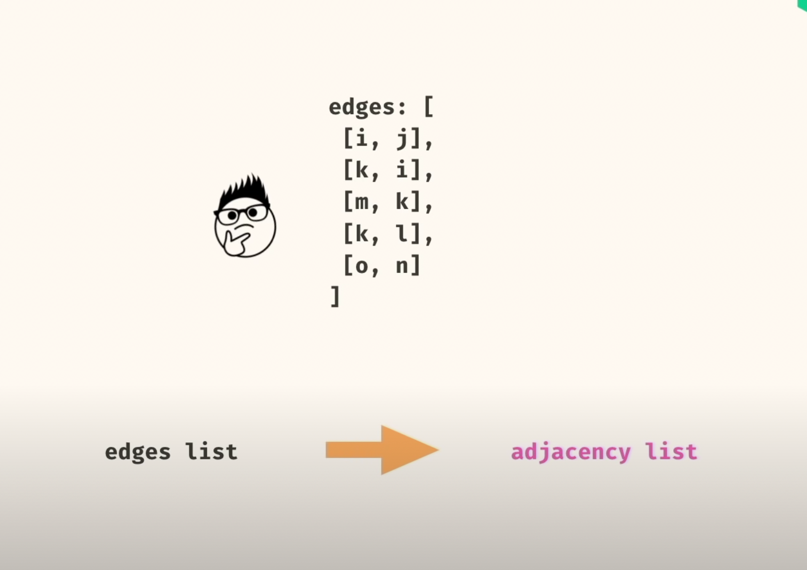 edges: [
[i, j],
[k, i],
[m, k],
[k, l],
[o, n]
]
edges list
adjacency list